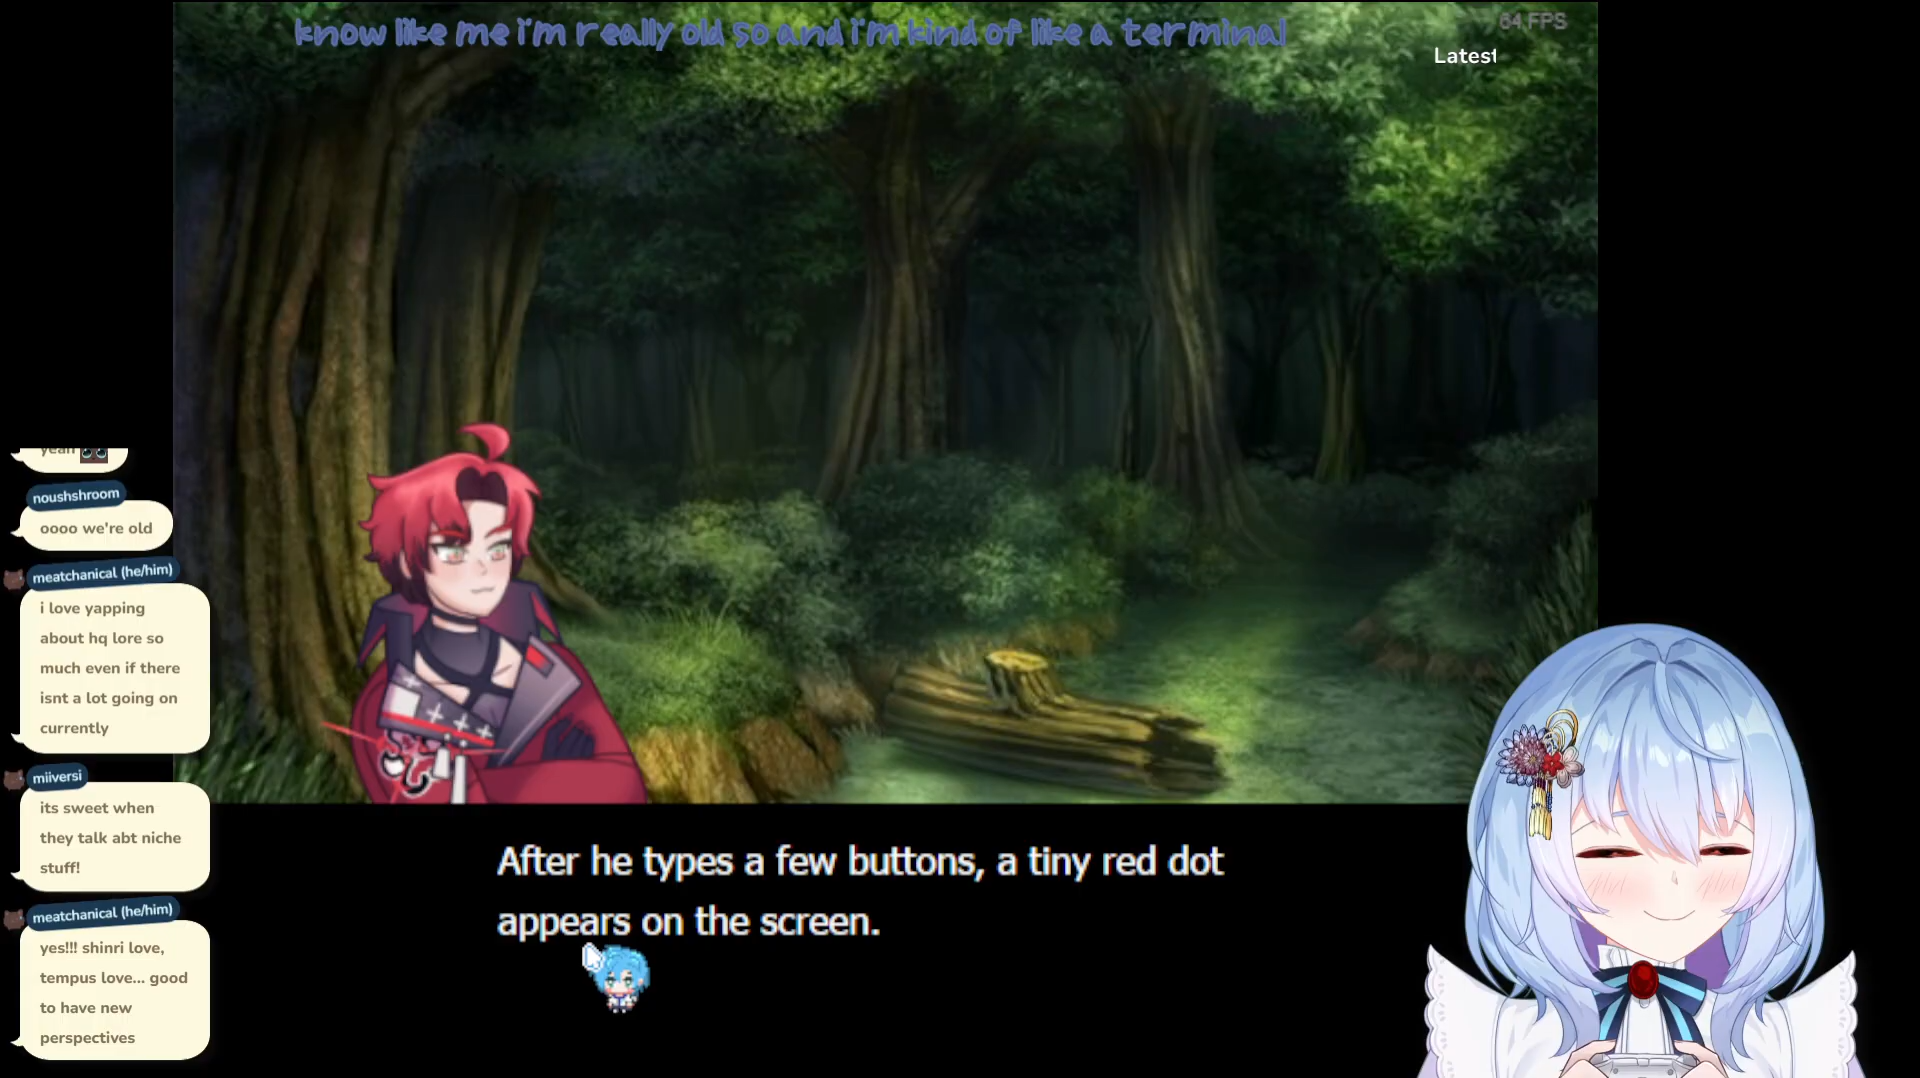 know like me i'm really old so and i'm kind of like a terminal
64 FPS
Latest
yeah
noushshroom
oooo we're old
meatchanical (he/him)
i love yapping
about hq lore so
much even if there
isnt a lot going on
currently
miiversi
its sweet when
they talk abt niche
stuff!
meatchanical (he/him)
yes!!! shinri love,
tempus love... good
to have new
perspectives
After he types a few buttons, a tiny red dot
appears on the screen.